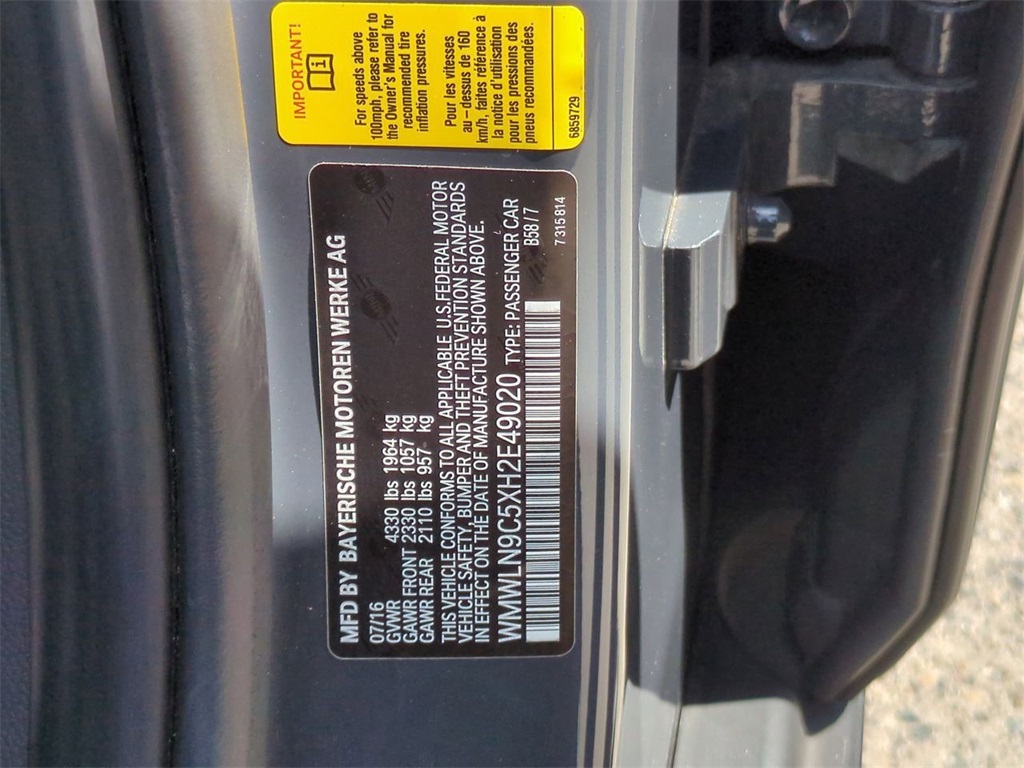 MFD BY BAYERISCHE MOTOREN WERKE AG
07/16
GVWR 4330 lbs 1964 kg
GAWR FRONT 2330 lbs 1057 kg
GAWR REAR 2110 lbs 957 kg
THIS VEHICLE CONFORMS TO ALL APPLICABLE U.S.FEDERAL MOTOR
VEHICLE SAFETY, BUMPER AND THEFT PREVENTION STANDARDS
IN EFFECT ON THE DATE OF MANUFACTURE SHOWN ABOVE.
WMWLN9C5XH2E49020 TYPE: PASSENGER CAR
B58/7
7 315 814
IMPORTANT!
i
For speeds above
100mph, please refer to
the Owner's Manual for
recommended tire
inflation pressures.
Pour les vitesses
au-dessus de 160
km/h, faites référence à
la notice d'utilisation
pour les pressions des
pneus recommandées.
6859729